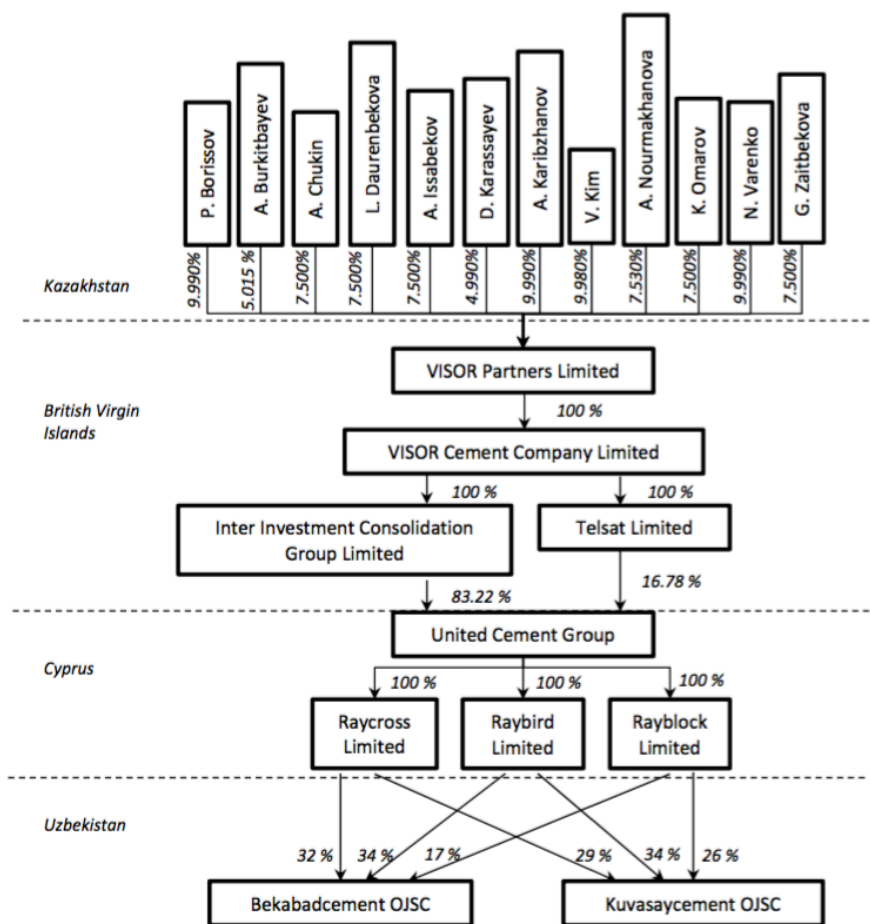 P. Borissov
A. Burkitbayev
A. Chukin
L. Daurenbekova
A. Issabekov
D. Karassayev
A. Karibzhanov
V. Kim
A. Nourmakhanova
K. Omarov
N. Varenko
G. Zaitbekova
Kazakhstan
9.990%
5.015 %
7.500%
7.500%
7.500%
4.990%
9.990%
9.980%
7.530%
7.500%
9.990%
7.500%
VISOR Partners Limited
British Virgin
Islands
100 %
VISOR Cement Company Limited
100 %
100 %
Inter Investment Consolidation
Group Limited
Telsat Limited
83.22 %
16.78 %
United Cement Group
Cyprus
100 %
100 %
100 %
Raycross
Limited
Raybird
Limited
Rayblock
Limited
Uzbekistan
32 %
34 %
17 %
29 %
34 %
26 %
Bekabadcement OJSC
Kuvasaycement OJSC